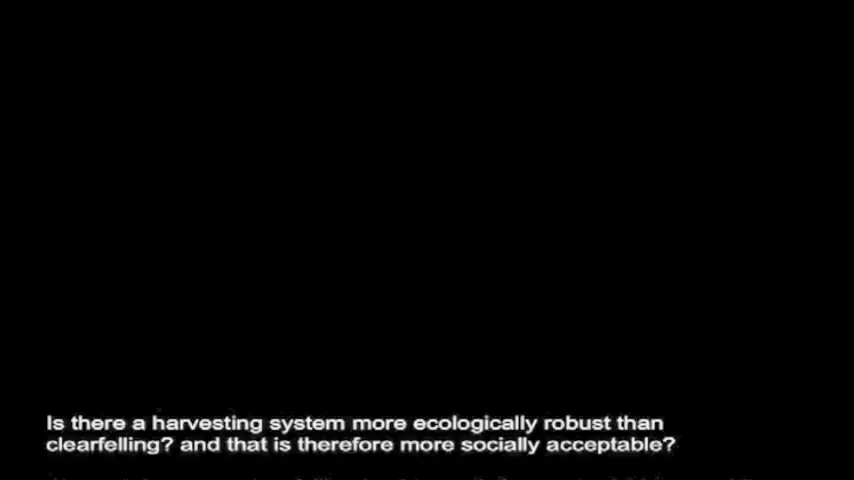 Is there a harvesting system more ecologically robust than
clearfelling? and that is therefore more socially acceptable?